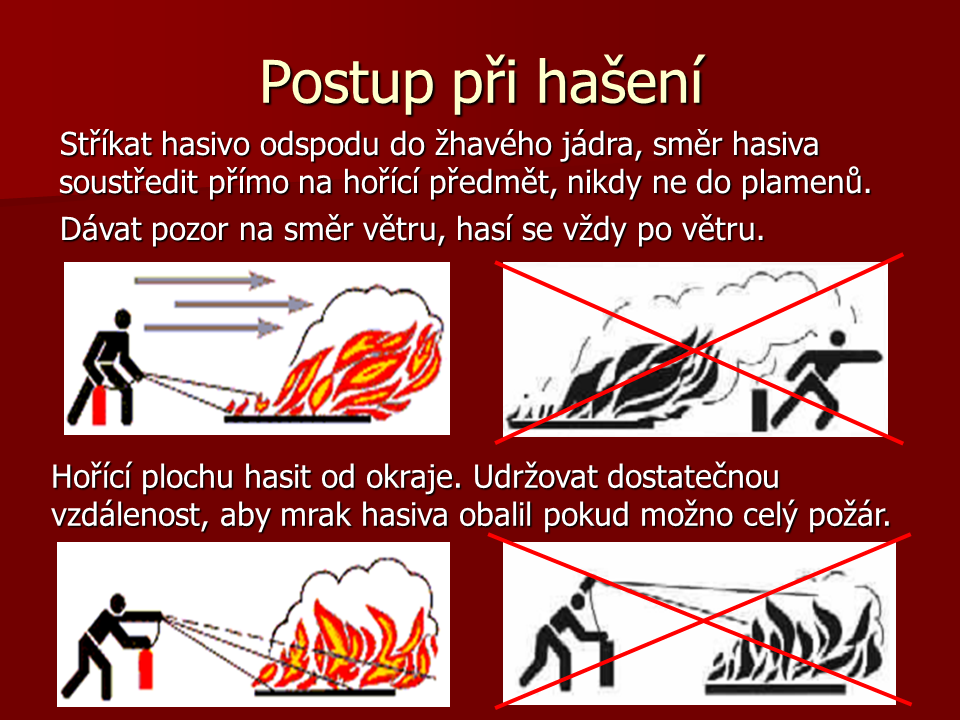 Postup při hašení
Stříkat hasivo odspodu do žhavého jádra, směr hasiva
soustředit přímo na hořící předmět, nikdy ne do plamenů.
Dávat pozor na směr větru, hasí se vždy po větru.
Hořící plochu hasit od okraje. Udržovat dostatečnou
vzdálenost, aby mrak hasiva obalil pokud možno celý požár.